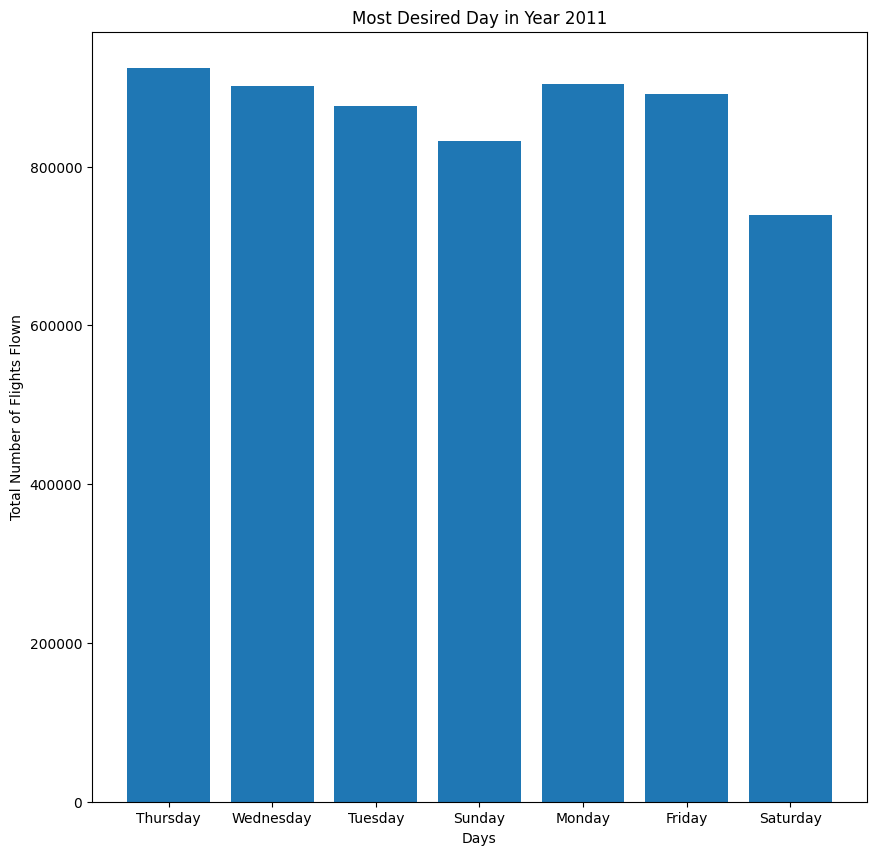 Most Desired Day in Year 2011
Total Number of Flights Flown
800000
600000
400000
200000
0
Thursday Wednesday Tuesday Sunday Monday Friday Saturday
Days